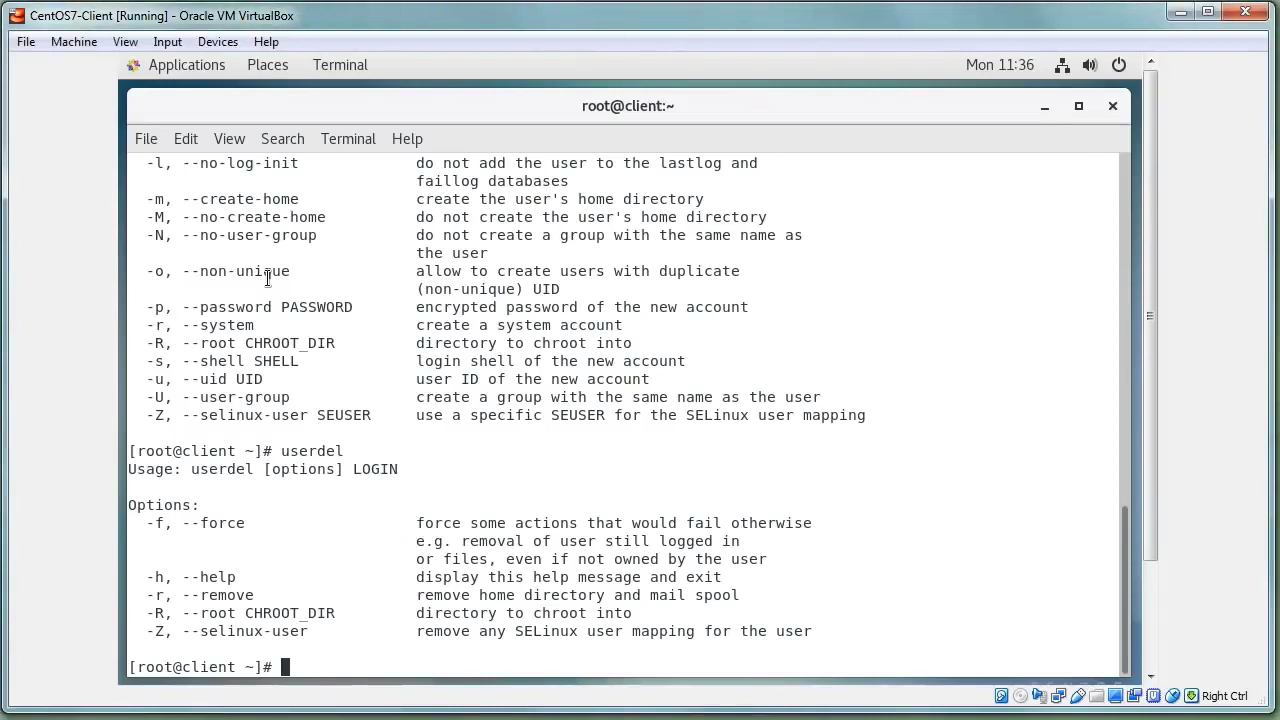 CentOS7-Client [Running] - Oracle VM VirtualBox
File Machine View Input Devices Help
Applications Places Terminal Mon 11:36
root@client:~
File Edit View Search Terminal Help
-l, --no-log-init do not add the user to the lastlog and
faillog databases
-m, --create-home create the user's home directory
-M, --no-create-home do not create the user's home directory
-N, --no-user-group do not create a group with the same name as
the user
-o, --non-unique allow to create users with duplicate
(non-unique) UID
-p, --password PASSWORD encrypted password of the new account
-r, --system create a system account
-R, --root CHROOT_DIR directory to chroot into
-s, --shell SHELL login shell of the new account
-u, --uid UID user ID of the new account
-U, --user-group create a group with the same name as the user
-Z, --selinux-user SEUSER use a specific SEUSER for the SELinux user mapping
[root@client ~]# userdel
Usage: userdel [options] LOGIN
Options:
-f, --force force some actions that would fail otherwise
e.g. removal of user still logged in
or files, even if not owned by the user
-h, --help display this help message and exit
-r, --remove remove home directory and mail spool
-R, --root CHROOT_DIR directory to chroot into
-Z, --selinux-user remove any SELinux user mapping for the user
[root@client ~]#
Right Ctrl